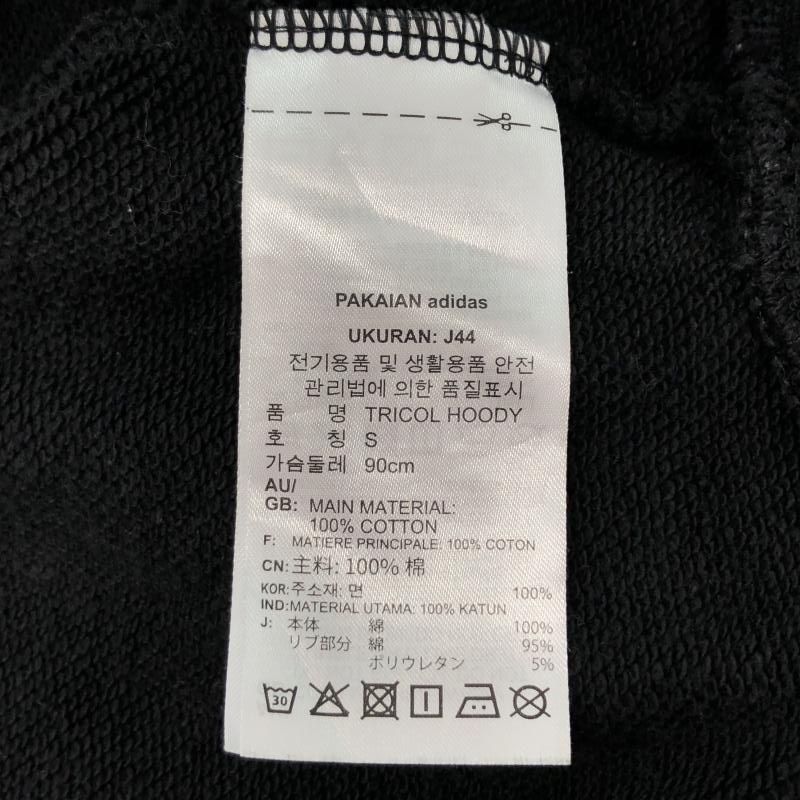 PAKAIAN adidas
UKURAN: J44
전기용품 및 생활용품 안전
관리법에 의한 품질표시
품 명 TRICOL HOODY
호 칭 S
가슴둘레 90cm
AU/
GB: MAIN MATERIAL:
100% COTTON
F: MATIERE PRINCIPALE: 100% COTON
CN: 主料: 100% 棉
KOR: 주소재: 면 100%
IND: MATERIAL UTAMA: 100% KATUN
J: 本体 綿 100%
リブ部分 綿 95%
ポリウレタン 5%
30